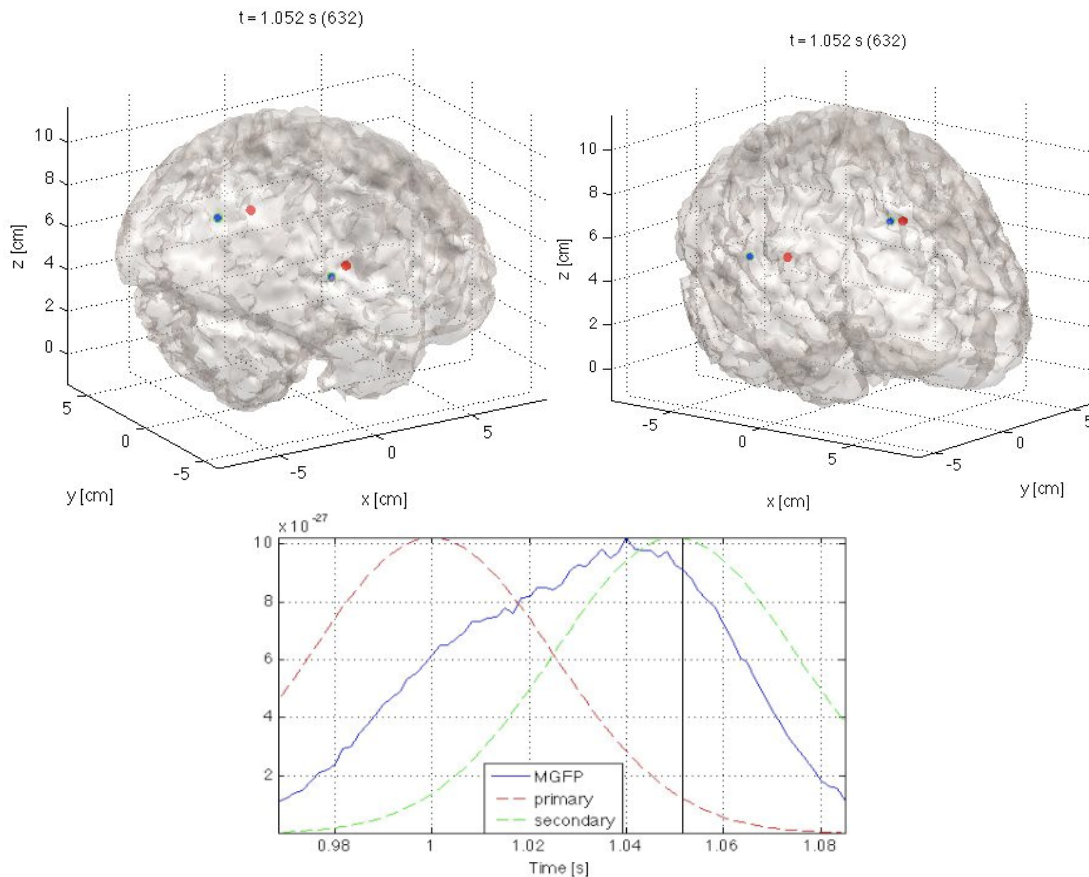 t = 1.052 s (632)
10
8
6
4
2
0
z [cm]
5
0
-5
y [cm]
-5
0
5
x [cm]
t = 1.052 s (632)
10
8
6
4
2
0
z [cm]
-5
0
5
x [cm]
-5
0
5
y [cm]
x 10^-27
10
8
6
4
2
MGFP
primary
secondary
0.98
1
1.02
1.04
1.06
1.08
Time [s]